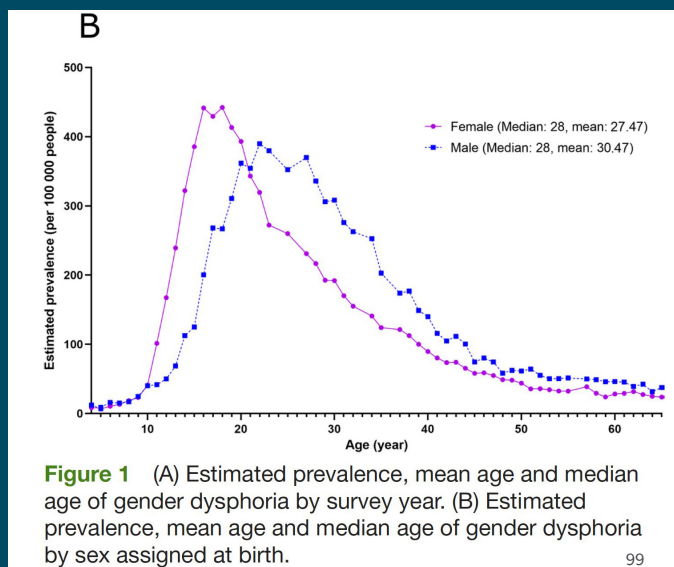 B
500
400
300
200
100
0
Estimated prevalence (per 100 000 people)
Female (Median: 28, mean: 27.47)
Male (Median: 28, mean: 30.47)
10 20 30 40 50 60
Age (year)
Figure 1 (A) Estimated prevalence, mean age and median
age of gender dysphoria by survey year. (B) Estimated
prevalence, mean age and median age of gender dysphoria
by sex assigned at birth.
99